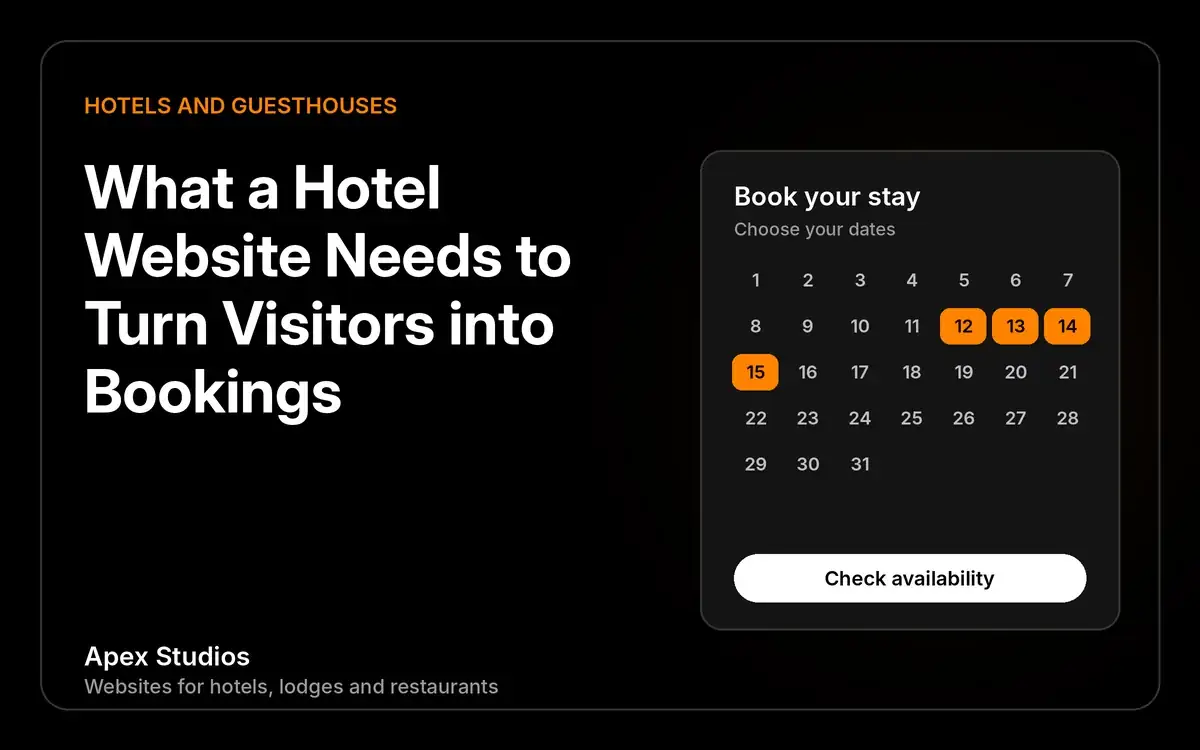 HOTELS AND GUESTHOUSES
What a Hotel
Website Needs to
Turn Visitors into
Bookings
Apex Studios
Websites for hotels, lodges and restaurants
Book your stay
Choose your dates
1 2 3 4 5 6 7
8 9 10 11 12 13 14
15 16 17 18 19 20 21
22 23 24 25 26 27 28
29 30 31
Check availability